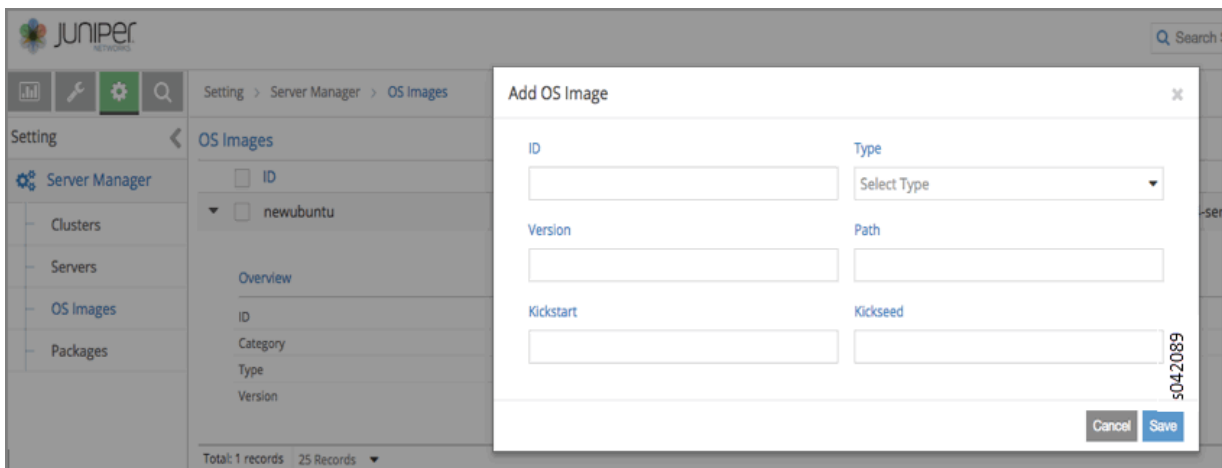 JUNIPER
NETWORKS
Search
Setting > Server Manager > OS Images
Setting
Server Manager
Clusters
Servers
OS Images
Packages
OS Images
ID
newubuntu
-ser
Overview
ID
Category
Type
Version
Total: 1 records 25 Records
Add OS Image
ID
Type
Select Type
Version
Path
Kickstart
Kickseed
Cancel
Save
s042089